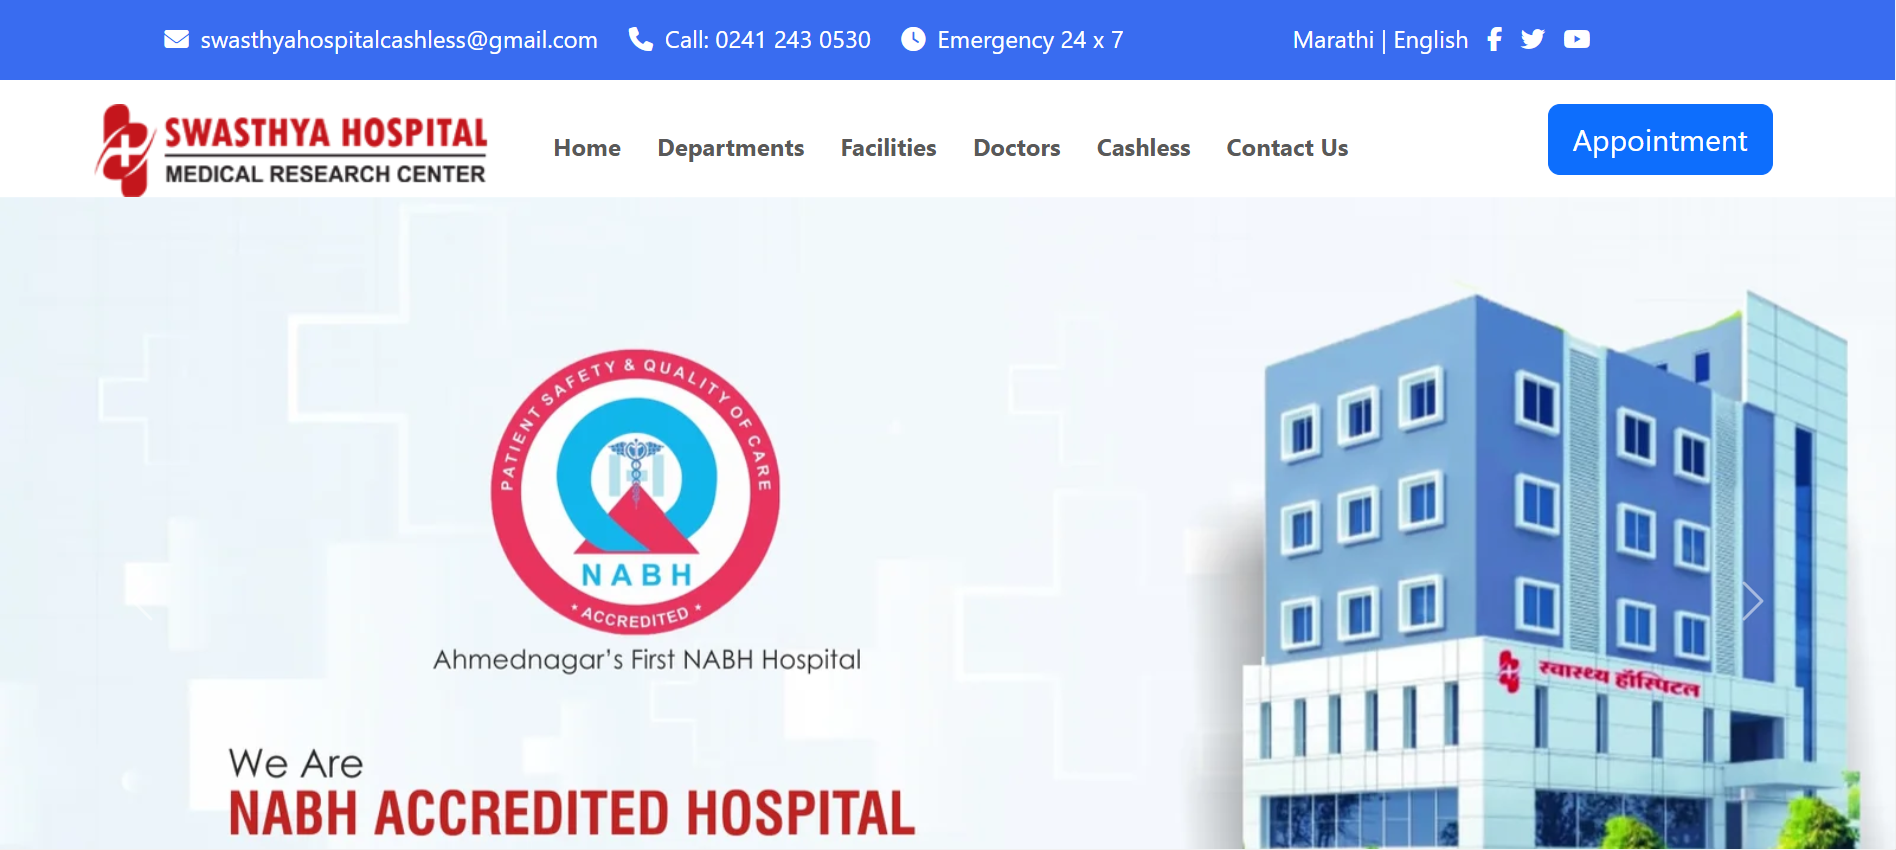 swasthyahospitalcashless@gmail.com Call: 0241 243 0530 Emergency 24 x 7 Marathi | English
SWASTHYA HOSPITAL
MEDICAL RESEARCH CENTER
Home Departments Facilities Doctors Cashless Contact Us
Appointment
PATIENT SAFETY & QUALITY OF CARE
NABH
* ACCREDITED *
Ahmednagar's First NABH Hospital
स्वास्थ्य हॉस्पिटल
We Are
NABH ACCREDITED HOSPITAL